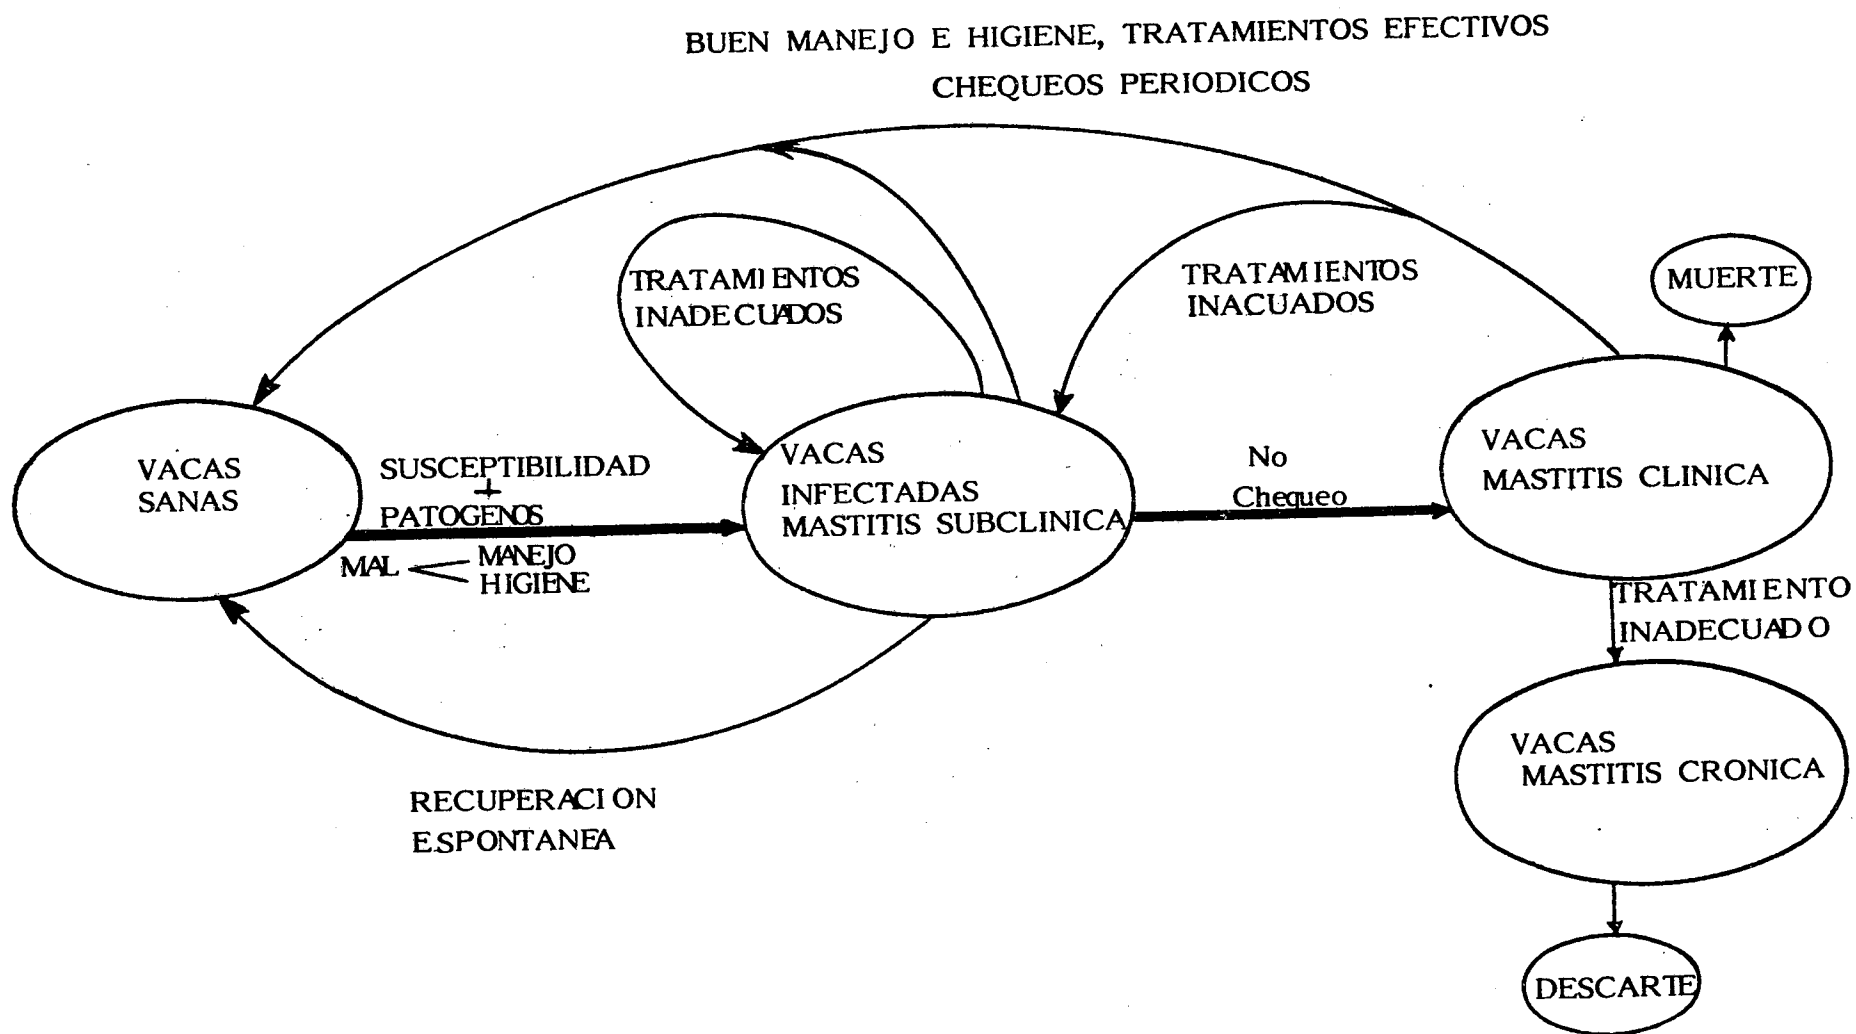 BUEN MANEJO E HIGIENE, TRATAMIENTOS EFECTIVOS
CHEQUEOS PERIODICOS
TRATAMIENTOS
INADECUADOS
TRATAMIENTOS
INACUADOS
MUERTE
VACAS
SANAS
SUSCEPTIBILIDAD
+
PATOGENOS
MAL
MANEJO
HIGIENE
VACAS
INFECTADAS
MASTITIS SUBCLINICA
No
Chequeo
VACAS
MASTITIS CLINICA
TRATAMIENTO
INADECUADO
VACAS
MASTITIS CRONICA
RECUPERACION
ESPONTANEA
DESCARTE